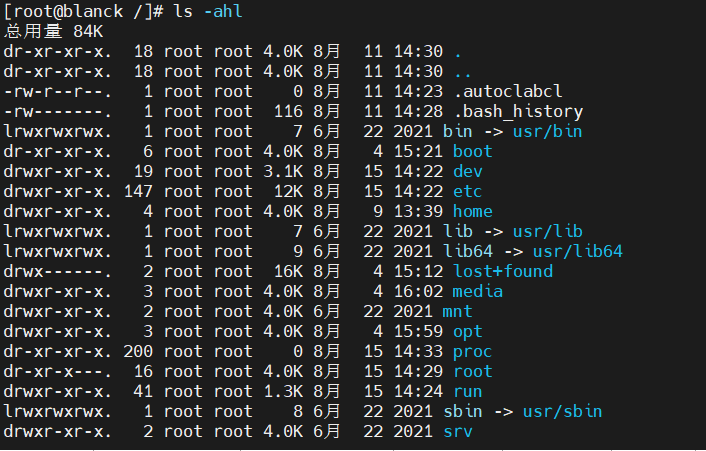 [root@blanck /]# ls -ahl
总用量 84K
dr-xr-xr-x.  18 root root 4.0K 8月  11 14:30 .
dr-xr-xr-x.  18 root root 4.0K 8月  11 14:30 ..
-rw-r--r--.   1 root root    0 8月  11 14:23 .autoclabcl
-rw-------.   1 root root  116 8月  11 14:28 .bash_history
lrwxrwxrwx.   1 root root    7 6月  22 2021 bin -> usr/bin
dr-xr-xr-x.   6 root root 4.0K 8月   4 15:21 boot
drwxr-xr-x.  19 root root 3.1K 8月  15 14:22 dev
drwxr-xr-x. 147 root root  12K 8月  15 14:22 etc
drwxr-xr-x.   4 root root 4.0K 8月   9 13:39 home
lrwxrwxrwx.   1 root root    7 6月  22 2021 lib -> usr/lib
lrwxrwxrwx.   1 root root    9 6月  22 2021 lib64 -> usr/lib64
drwx------.   2 root root  16K 8月   4 15:12 lost+found
drwxr-xr-x.   3 root root 4.0K 8月   4 16:02 media
drwxr-xr-x.   2 root root 4.0K 6月  22 2021 mnt
drwxr-xr-x.   3 root root 4.0K 8月   4 15:59 opt
dr-xr-xr-x. 200 root root    0 8月  15 14:33 proc
dr-xr-x---.  16 root root 4.0K 8月  15 14:29 root
drwxr-xr-x.  41 root root 1.3K 8月  15 14:24 run
lrwxrwxrwx.   1 root root    8 6月  22 2021 sbin -> usr/sbin
drwxr-xr-x.   2 root root 4.0K 6月  22 2021 srv